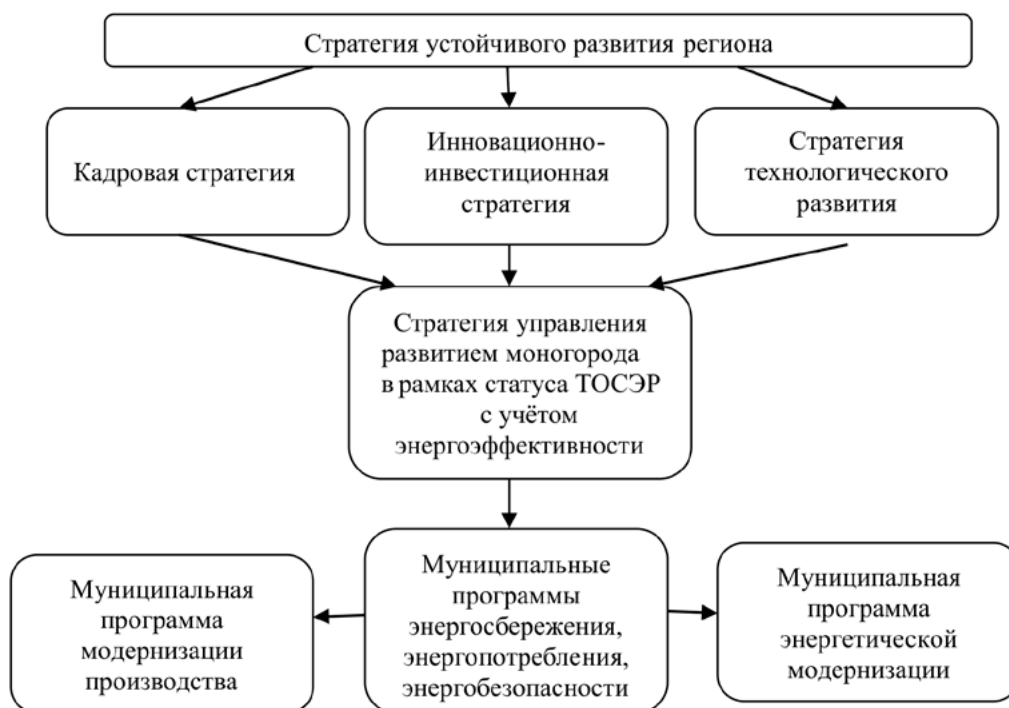 Стратегия устойчивого развития региона
Кадровая стратегия
Инновационно-
инвестиционная
стратегия
Стратегия
технологического
развития
Стратегия управления
развитием моногорода
в рамках статуса ТОСЭР
с учётом
энергоэффективности
Муниципальная
программа
модернизации
производства
Муниципальные
программы
энергосбережения,
энергопотребления,
энергобезопасности
Муниципальная
программа
энергетической
модернизации